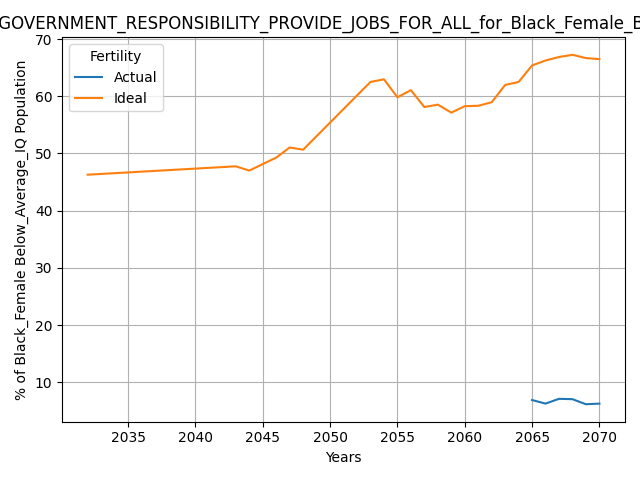 GOVERNMENT_RESPONSIBILITY_PROVIDE_JOBS_FOR_ALL_for_Black_Female_B
% of Black_Female Below_Average_IQ Population
70
60
50
40
30
20
10
Fertility
Actual
Ideal
2035
2040
2045
2050
2055
2060
2065
2070
Years